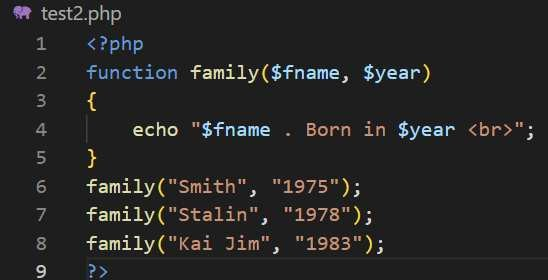 test2.php
1 <?php
2 function family($fname, $year)
3 {
4     echo "$fname . Born in $year <br>";
5 }
6 family("Smith", "1975");
7 family("Stalin", "1978");
8 family("Kai Jim", "1983");
9 ?>